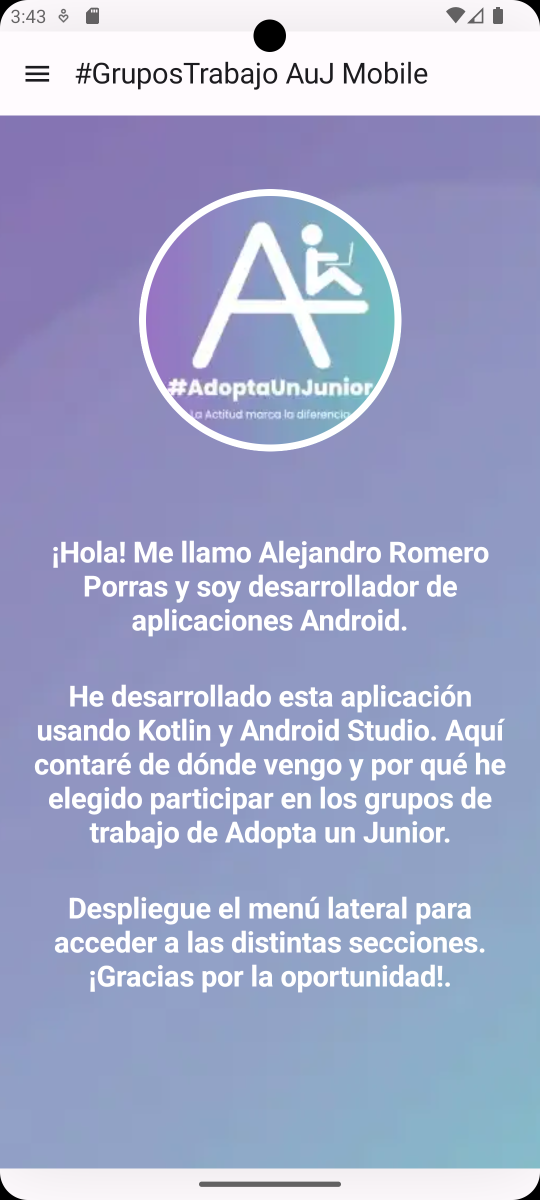 3:43
#GruposTrabajo AuJ Mobile
#AdoptaUnJunior
La Actitud marca la diferencia
¡Hola! Me llamo Alejandro Romero
Porras y soy desarrollador de
aplicaciones Android.
He desarrollado esta aplicación
usando Kotlin y Android Studio. Aquí
contaré de dónde vengo y por qué he
elegido participar en los grupos de
trabajo de Adopta un Junior.
Despliegue el menú lateral para
acceder a las distintas secciones.
¡Gracias por la oportunidad!.